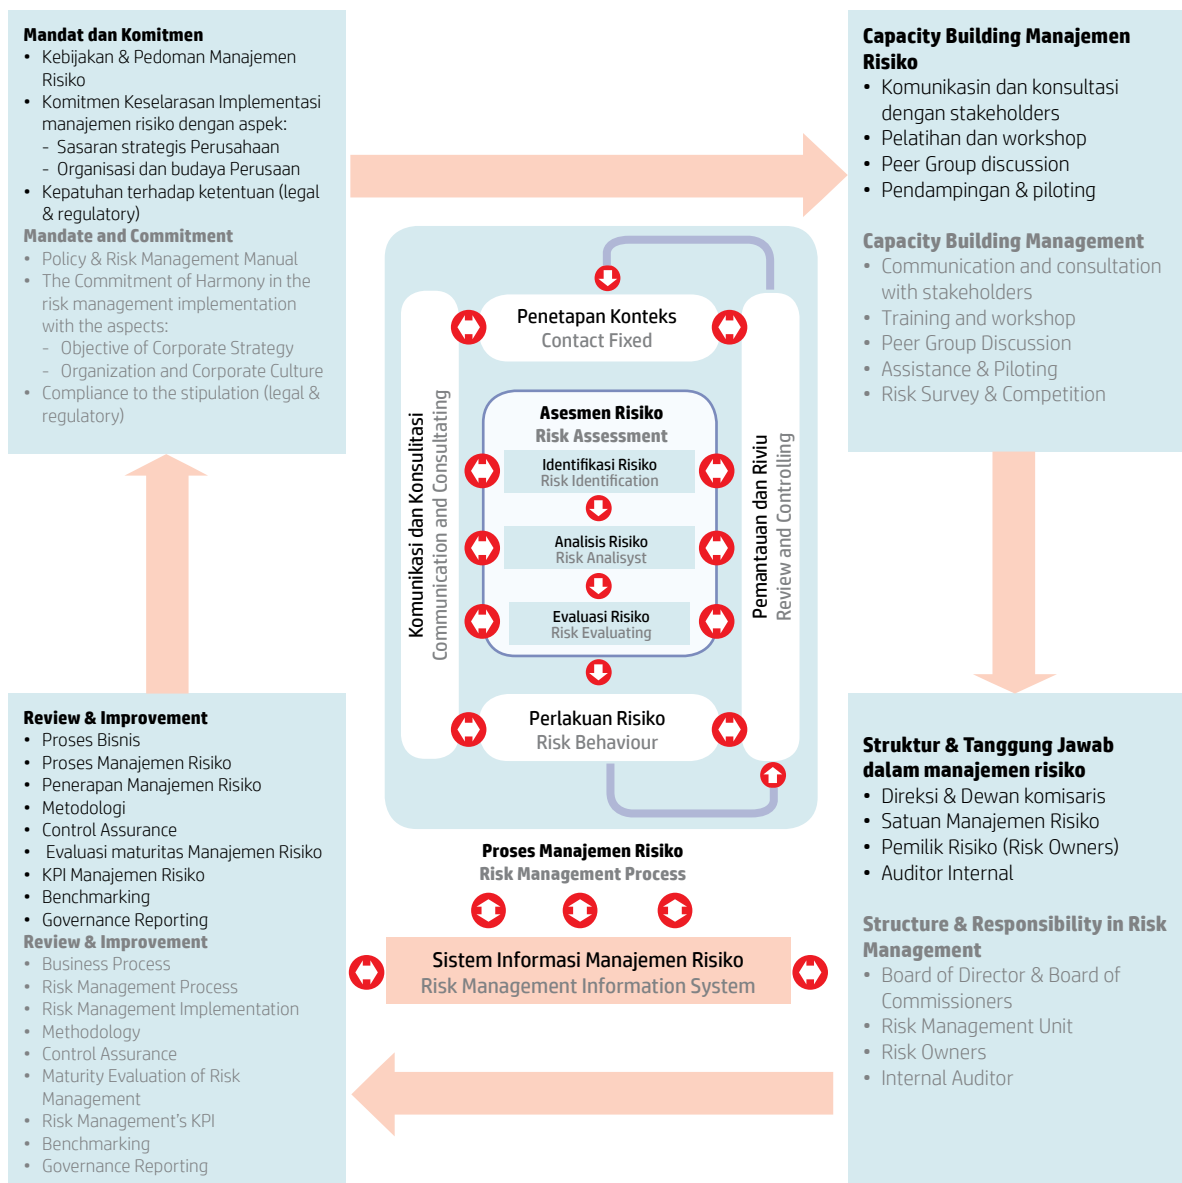 Mandat dan Komitmen
• Kebijakan & Pedoman Manajemen
Risiko
• Komitmen Keselarasan Implementasi
manajemen risiko dengan aspek:
- Sasaran strategis Perusahaan
- Organisasi dan budaya Perusaan
• Kepatuhan terhadap ketentuan (legal
& regulatory)
Mandate and Commitment
• Policy & Risk Management Manual
• The Commitment of Harmony in the
risk management implementation
with the aspects:
- Objective of Corporate Strategy
- Organization and Corporate Culture
• Compliance to the stipulation (legal &
regulatory)
Capacity Building Manajemen
Risiko
• Komunikasin dan konsultasi
dengan stakeholders
• Pelatihan dan workshop
• Peer Group discussion
• Pendampingan & piloting
Capacity Building Management
• Communication and consultation
with stakeholders
• Training and workshop
• Peer Group Discussion
• Assistance & Piloting
• Risk Survey & Competition
Komunikasi dan Konsulitasi
Communication and Consultating
Penetapan Konteks
Contact Fixed
Asesmen Risiko
Risk Assessment
Identifikasi Risiko
Risk Identification
Analisis Risiko
Risk Analisyst
Evaluasi Risiko
Risk Evaluating
Perlakuan Risiko
Risk Behaviour
Pemantauan dan Riviu
Review and Controlling
Proses Manajemen Risiko
Risk Management Process
Sistem Informasi Manajemen Risiko
Risk Management Information System
Review & Improvement
• Proses Bisnis
• Proses Manajemen Risiko
• Penerapan Manajemen Risiko
• Metodologi
• Control Assurance
• Evaluasi maturitas Manajemen Risiko
• KPI Manajemen Risiko
• Benchmarking
• Governance Reporting
Review & Improvement
• Business Process
• Risk Management Process
• Risk Management Implementation
• Methodology
• Control Assurance
• Maturity Evaluation of Risk
Management
• Risk Management's KPI
• Benchmarking
• Governance Reporting
Struktur & Tanggung Jawab
dalam manajemen risiko
• Direksi & Dewan komisaris
• Satuan Manajemen Risiko
• Pemilik Risiko (Risk Owners)
• Auditor Internal
Structure & Responsibility in Risk
Management
• Board of Director & Board of
Commissioners
• Risk Management Unit
• Risk Owners
• Internal Auditor